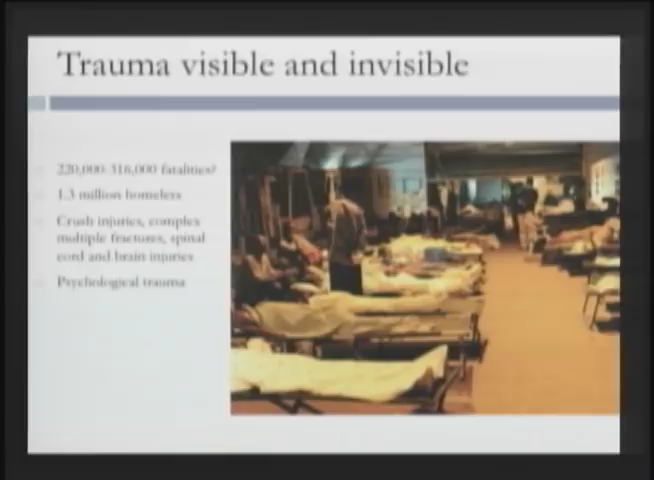 Trauma visible and invisible
220,000-316,000 fatalities?
1.3 million homeless
Crush injuries, complex
multiple fractures, spinal
cord and brain injuries
Psychological trauma